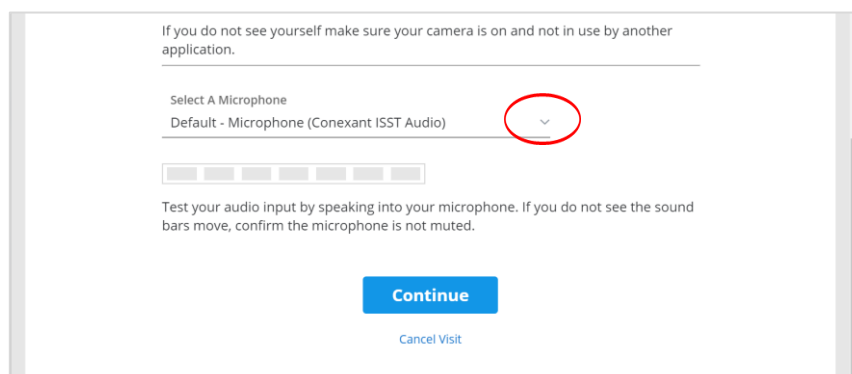 If you do not see yourself make sure your camera is on and not in use by another
application.
Select A Microphone
Default - Microphone (Conexant ISST Audio)
Test your audio input by speaking into your microphone. If you do not see the sound
bars move, confirm the microphone is not muted.
Continue
Cancel Visit